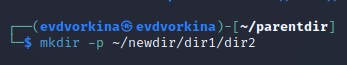 ┌──(evdvorkina㉿evdvorkina)-[~/parentdir]
└─$ mkdir -p ~/newdir/dir1/dir2